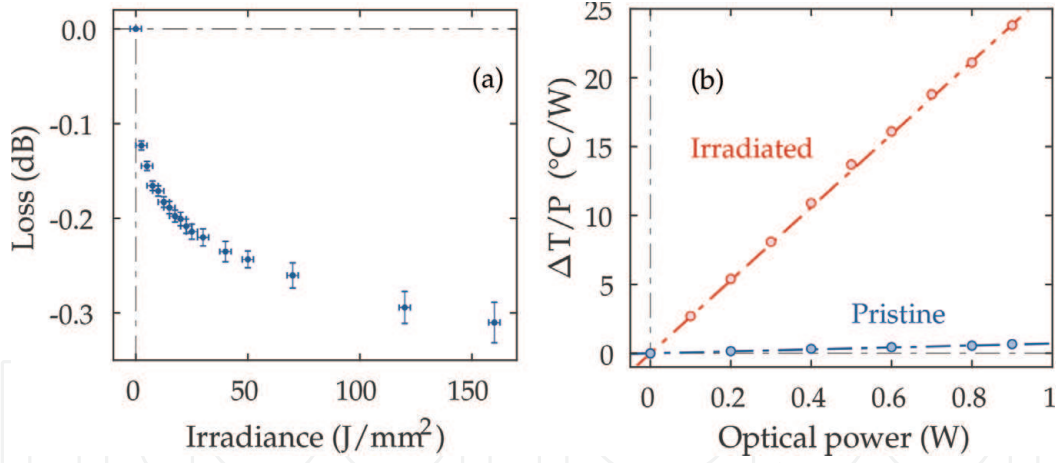 0.0
-0.1
-0.2
-0.3
Loss (dB)
(a)
0
50
100
150
Irradiance (J/mm²)
25
20
15
10
5
0
ΔT/P (°C/W)
(b)
Irradiated
Pristine
0
0.2
0.4
0.6
0.8
1
Optical power (W)